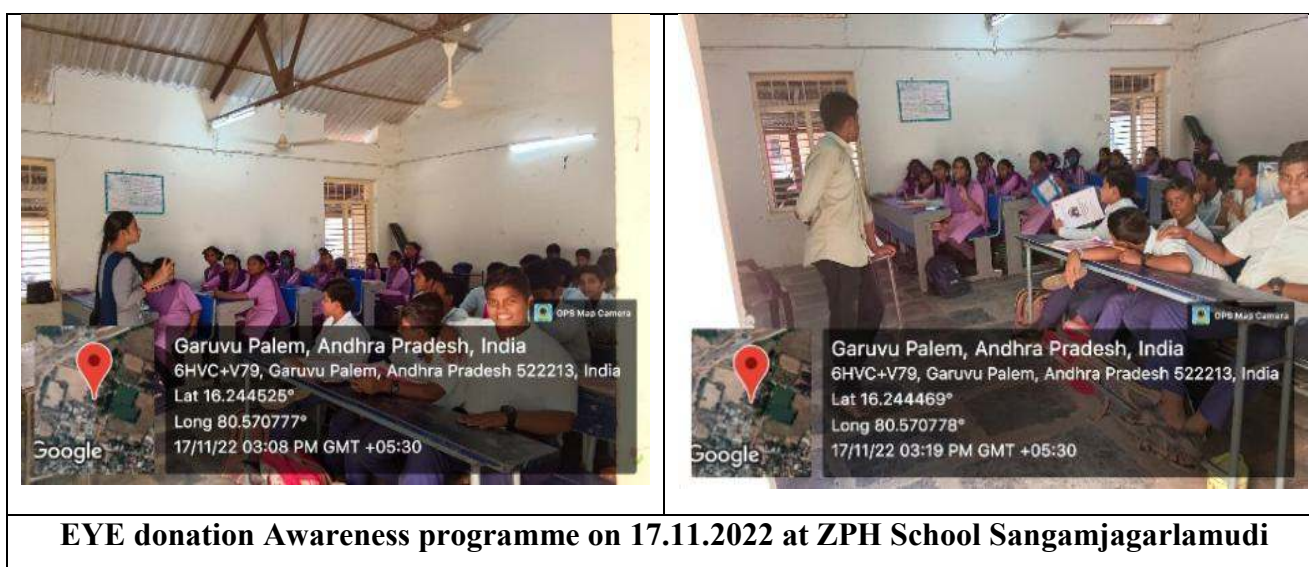 GPS Map Camera
Garuvu Palem, Andhra Pradesh, India
6HVC+V79, Garuvu Palem, Andhra Pradesh 522213, India
Lat 16.244525°
Long 80.570777°
17/11/22 03:08 PM GMT +05:30
Google
GPS Map Camera
Garuvu Palem, Andhra Pradesh, India
6HVC+V79, Garuvu Palem, Andhra Pradesh 522213, India
Lat 16.244469°
Long 80.570778°
17/11/22 03:19 PM GMT +05:30
Google
EYE donation Awareness programme on 17.11.2022 at ZPH School Sangamjagarlamudi